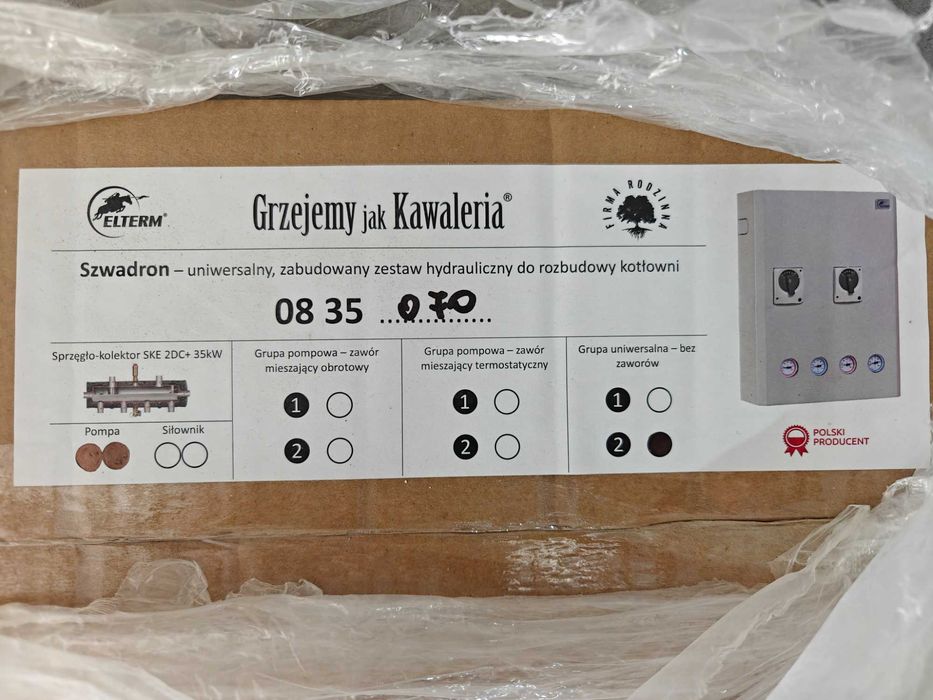 ELTERM®
Grzejemy jak Kawaleria®
FIRMA RODZINNA
Szwadron – uniwersalny, zabudowany zestaw hydrauliczny do rozbudowy kotłowni
08 35 070
Sprzęgło-kolektor SKE 2DC+ 35kW
Pompa Siłownik
Grupa pompowa – zawór
mieszający obrotowy
1
2
Grupa pompowa – zawór
mieszający termostatyczny
1
2
Grupa uniwersalna – bez
zaworów
1
2
POLSKI
PRODUCENT